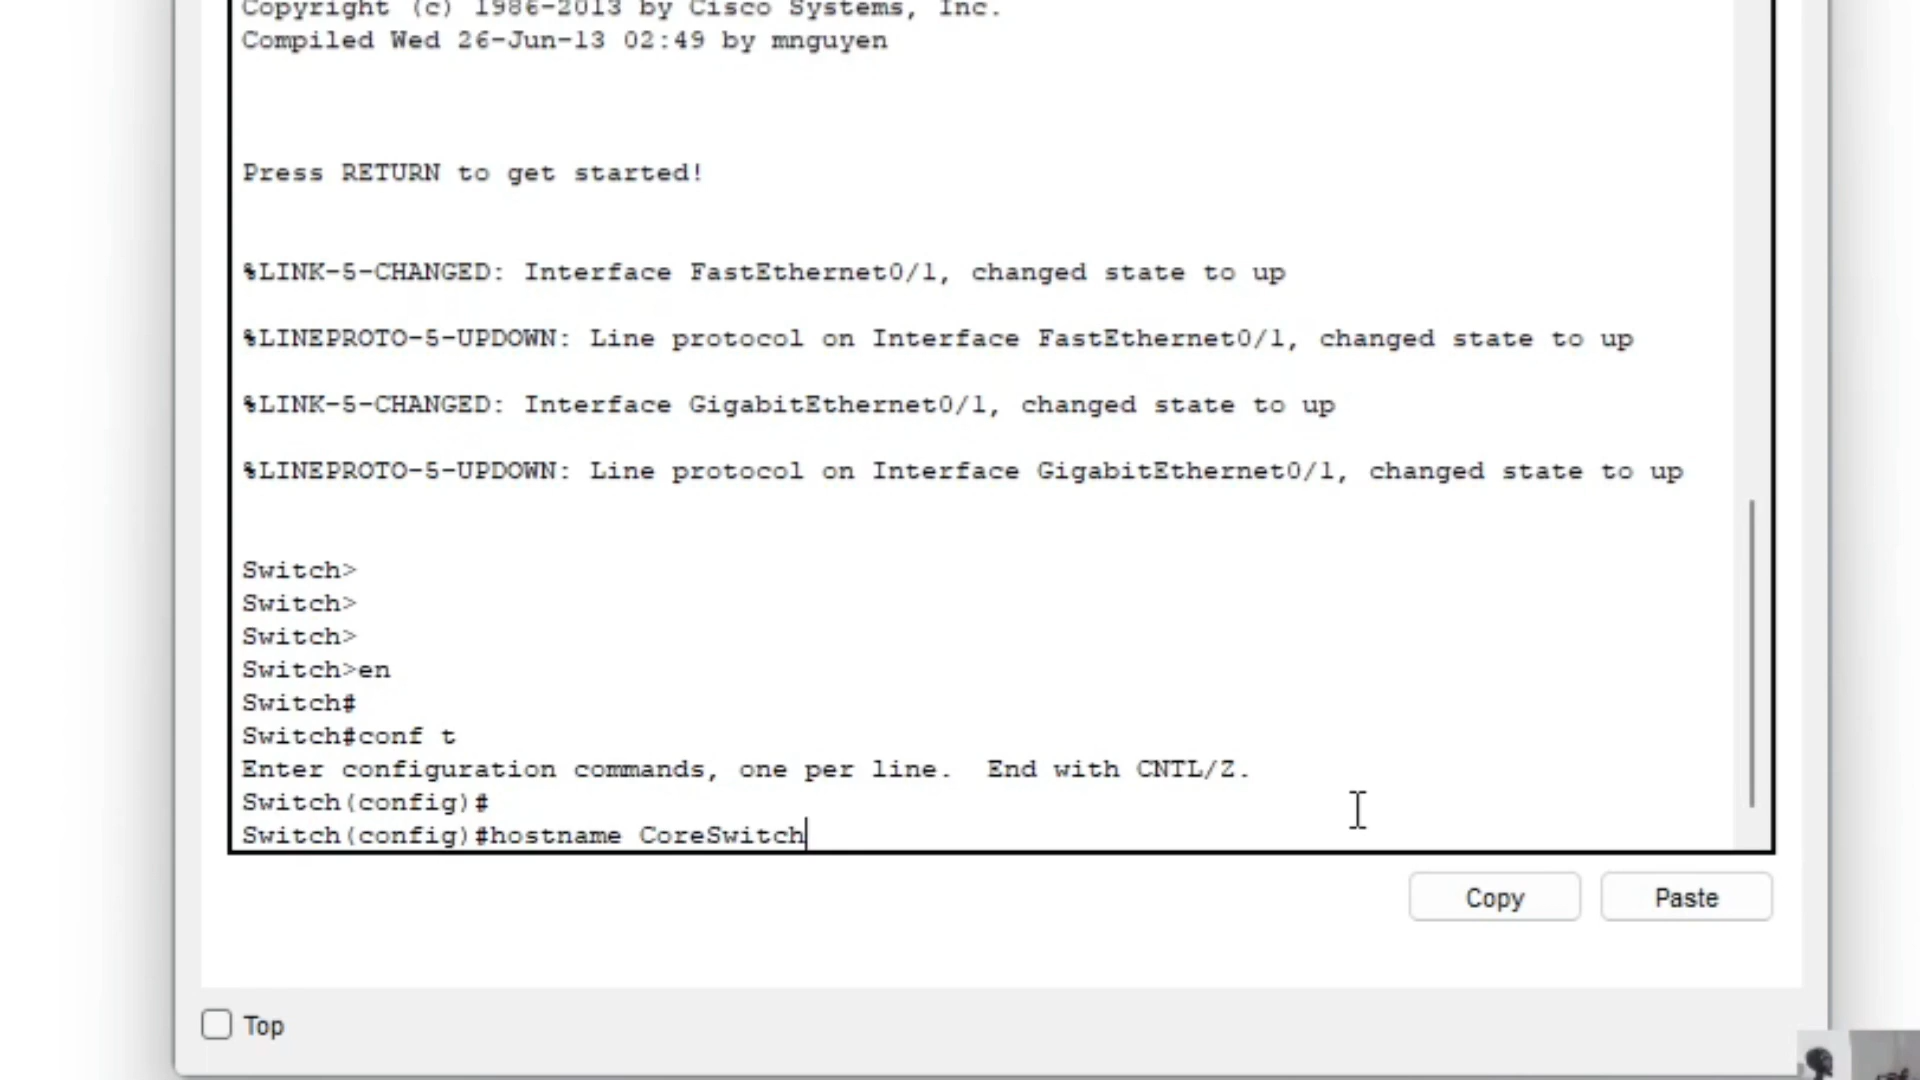 Copyright (c) 1986-2013 by Cisco Systems, Inc.
Compiled Wed 26-Jun-13 02:49 by mnguyen
Press RETURN to get started!
%LINK-5-CHANGED: Interface FastEthernet0/1, changed state to up
%LINEPROTO-5-UPDOWN: Line protocol on Interface FastEthernet0/1, changed state to up
%LINK-5-CHANGED: Interface GigabitEthernet0/1, changed state to up
%LINEPROTO-5-UPDOWN: Line protocol on Interface GigabitEthernet0/1, changed state to up
Switch>
Switch>
Switch>
Switch>en
Switch#
Switch#conf t
Enter configuration commands, one per line.  End with CNTL/Z.
Switch(config)#
Switch(config)#hostname CoreSwitch
Copy
Paste
Top